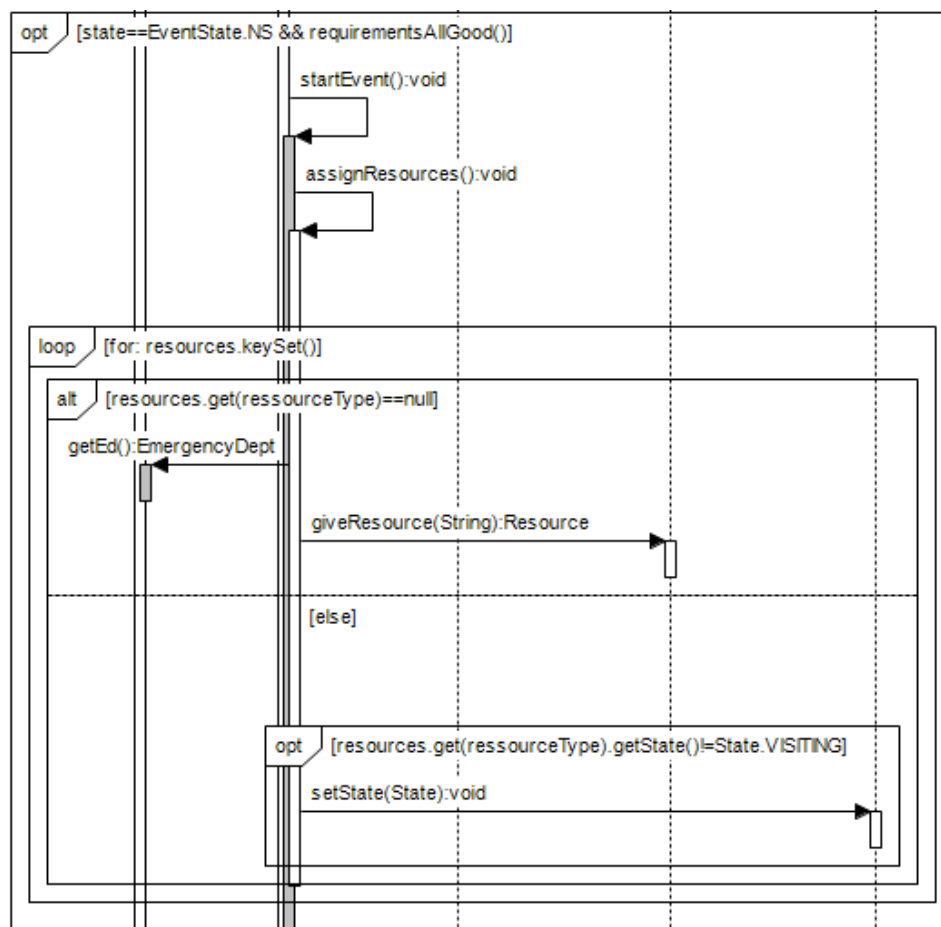 opt [state==EventState.NS && requirementsAllGood()]
startEvent():void
assignResources():void
loop [for: resources.keySet()]
alt [resources.get(ressourceType)==null]
getEd():EmergencyDept
giveResource(String):Resource
[else]
opt [resources.get(ressourceType).getState()!=State.VISITING]
setState(State):void